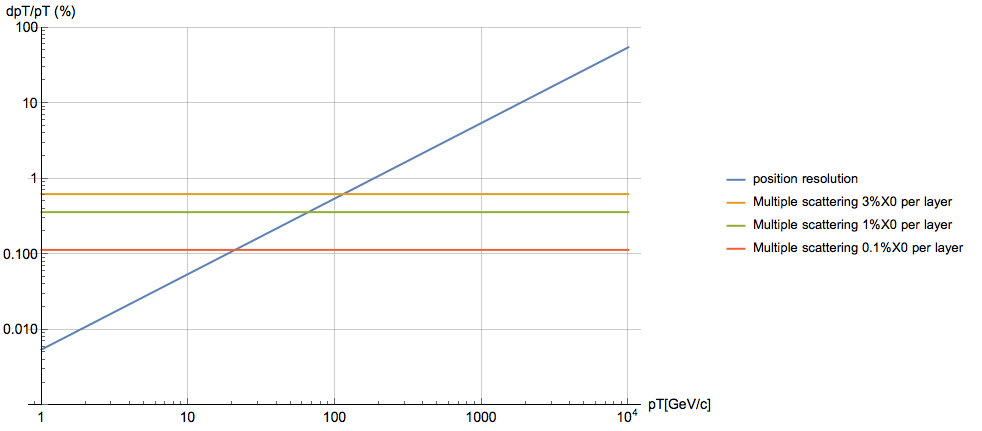 dpT/pT (%)
100
10
1
0.100
0.010
1
10
100
1000
10⁴
pT[GeV/c]
position resolution
Multiple scattering 3%X0 per layer
Multiple scattering 1%X0 per layer
Multiple scattering 0.1%X0 per layer